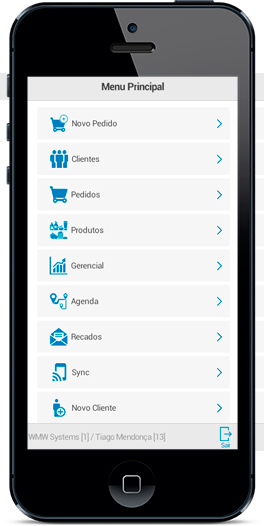 Menu Principal
Novo Pedido
Clientes
Pedidos
Produtos
Gerencial
Agenda
Recados
Sync
Novo Cliente
WMW Systems [1] / Tiago Mendonça [13[
Sair